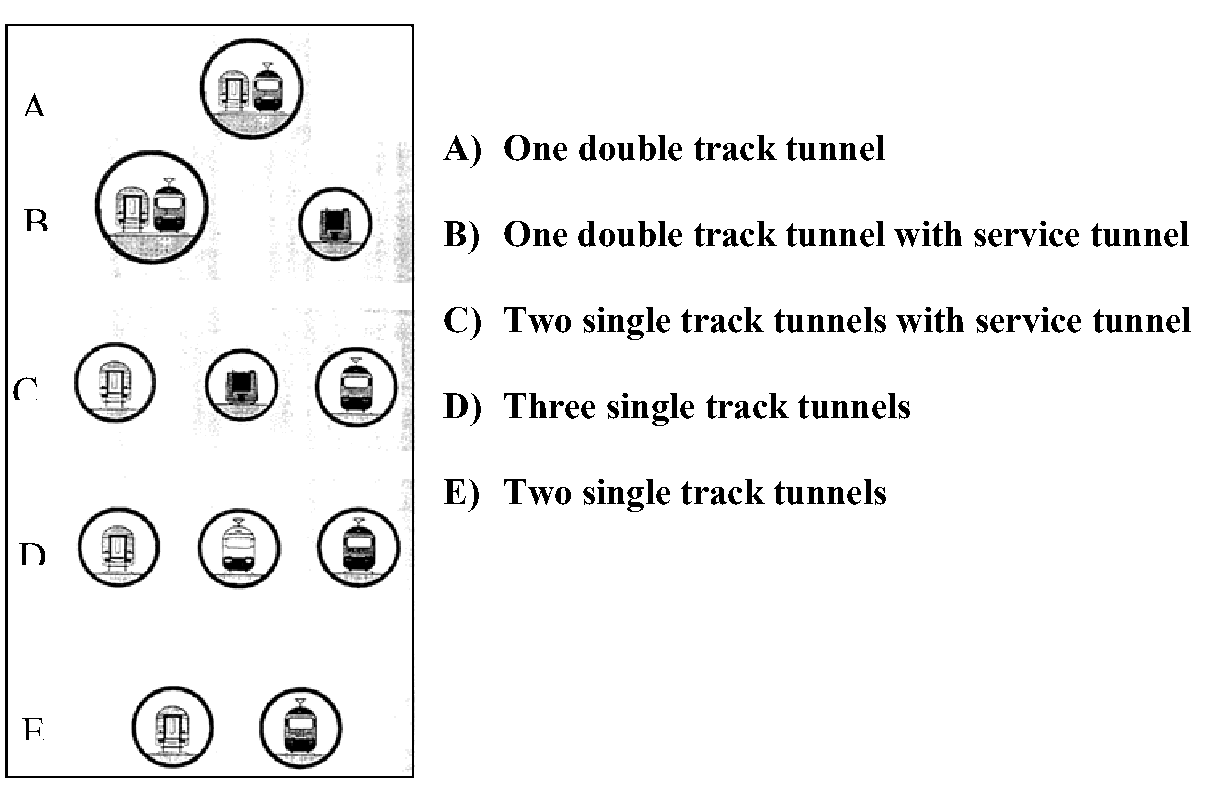 A
B
C
D
E
A) One double track tunnel
B) One double track tunnel with service tunnel
C) Two single track tunnels with service tunnel
D) Three single track tunnels
E) Two single track tunnels